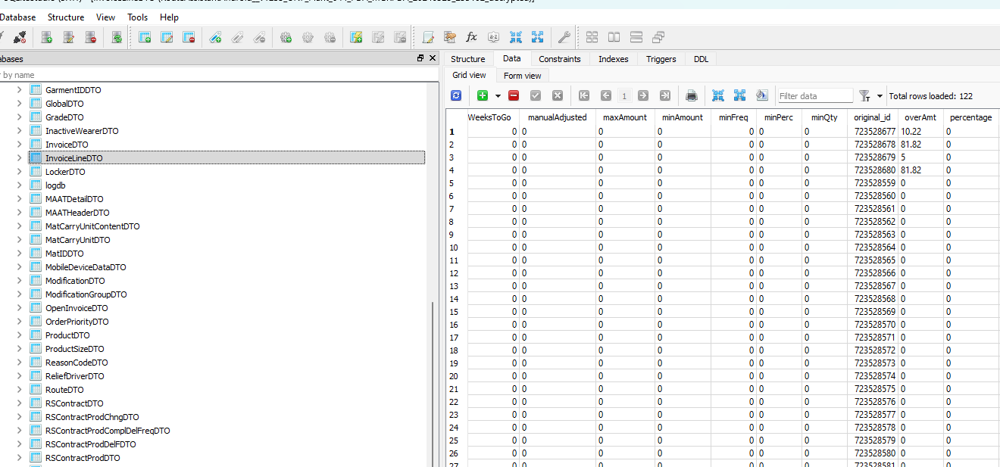 Database Structure View Tools Help
abases
by name
GarmentIDDTO
GlobalDTO
GradeDTO
InactiveWearerDTO
InvoiceDTO
InvoiceLineDTO
LockerDTO
logdb
MAATDetailDTO
MAATHeaderDTO
MatCarryUnitContentDTO
MatCarryUnitDTO
MatIDDTO
MobileDeviceDataDTO
ModificationDTO
ModificationGroupDTO
OpenInvoiceDTO
OrderPriorityDTO
ProductDTO
ProductSizeDTO
ReasonCodeDTO
ReliefDriverDTO
RouteDTO
RSContractDTO
RSContractProdChngDTO
RSContractProdComplDelFreqDTO
RSContractProdDelFDTO
RSContractProdDTO
Structure Data Constraints Indexes Triggers DDL
Grid view Form view
1 Filter data Total rows loaded: 122
WeeksToGo manualAdjusted maxAmount minAmount minFreq minPerc minQty original_id overAmt percentage
1 0 0 0 0 0 0 0 723528677 10.22 0
2 0 0 0 0 0 0 0 723528678 81.82 0
3 0 0 0 0 0 0 0 723528679 5 0
4 0 0 0 0 0 0 0 723528680 81.82 0
5 0 0 0 0 0 0 0 723528559 0 0
6 0 0 0 0 0 0 0 723528560 0 0
7 0 0 0 0 0 0 0 723528561 0 0
8 0 0 0 0 0 0 0 723528562 0 0
9 0 0 0 0 0 0 0 723528563 0 0
10 0 0 0 0 0 0 0 723528564 0 0
11 0 0 0 0 0 0 0 723528565 0 0
12 0 0 0 0 0 0 0 723528566 0 0
13 0 0 0 0 0 0 0 723528567 0 0
14 0 0 0 0 0 0 0 723528568 0 0
15 0 0 0 0 0 0 0 723528569 0 0
16 0 0 0 0 0 0 0 723528570 0 0
17 0 0 0 0 0 0 0 723528571 0 0
18 0 0 0 0 0 0 0 723528572 0 0
19 0 0 0 0 0 0 0 723528573 0 0
20 0 0 0 0 0 0 0 723528574 0 0
21 0 0 0 0 0 0 0 723528575 0 0
22 0 0 0 0 0 0 0 723528576 0 0
23 0 0 0 0 0 0 0 723528577 0 0
24 0 0 0 0 0 0 0 723528578 0 0
25 0 0 0 0 0 0 0 723528579 0 0
26 0 0 0 0 0 0 0 723528580 0 0
27 0 0 0 0 0 0 0 723528581 0 0